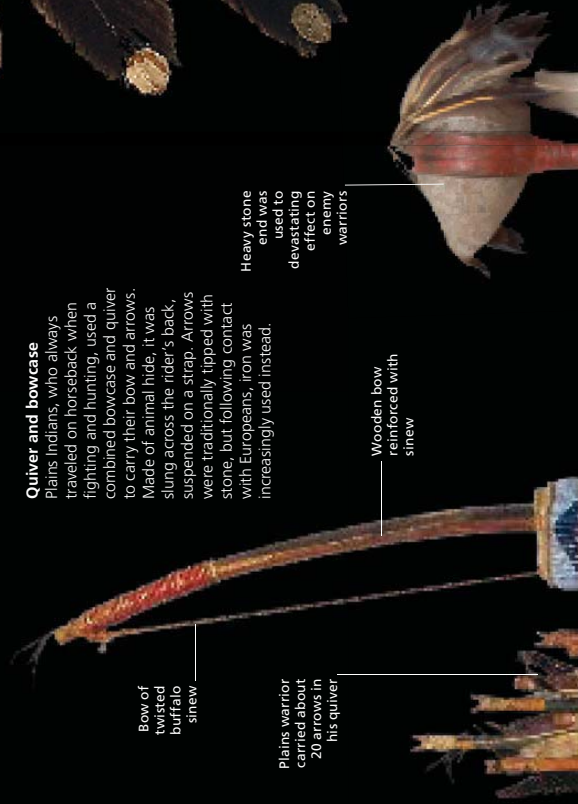 Quiver and bowcase
Plains Indians, who always
traveled on horseback when
fighting and hunting, used a
combined bowcase and quiver
to carry their bow and arrows.
Made of animal hide, it was
slung across the rider's back,
suspended on a strap. Arrows
were traditionally tipped with
stone, but following contact
with Europeans, iron was
increasingly used instead.
Heavy stone
end was
used to
devastating
effect on
enemy
warriors
Wooden bow
reinforced with
sinew
Bow of
twisted
buffalo
sinew
Plains warrior
carried about
20 arrows in
his quiver